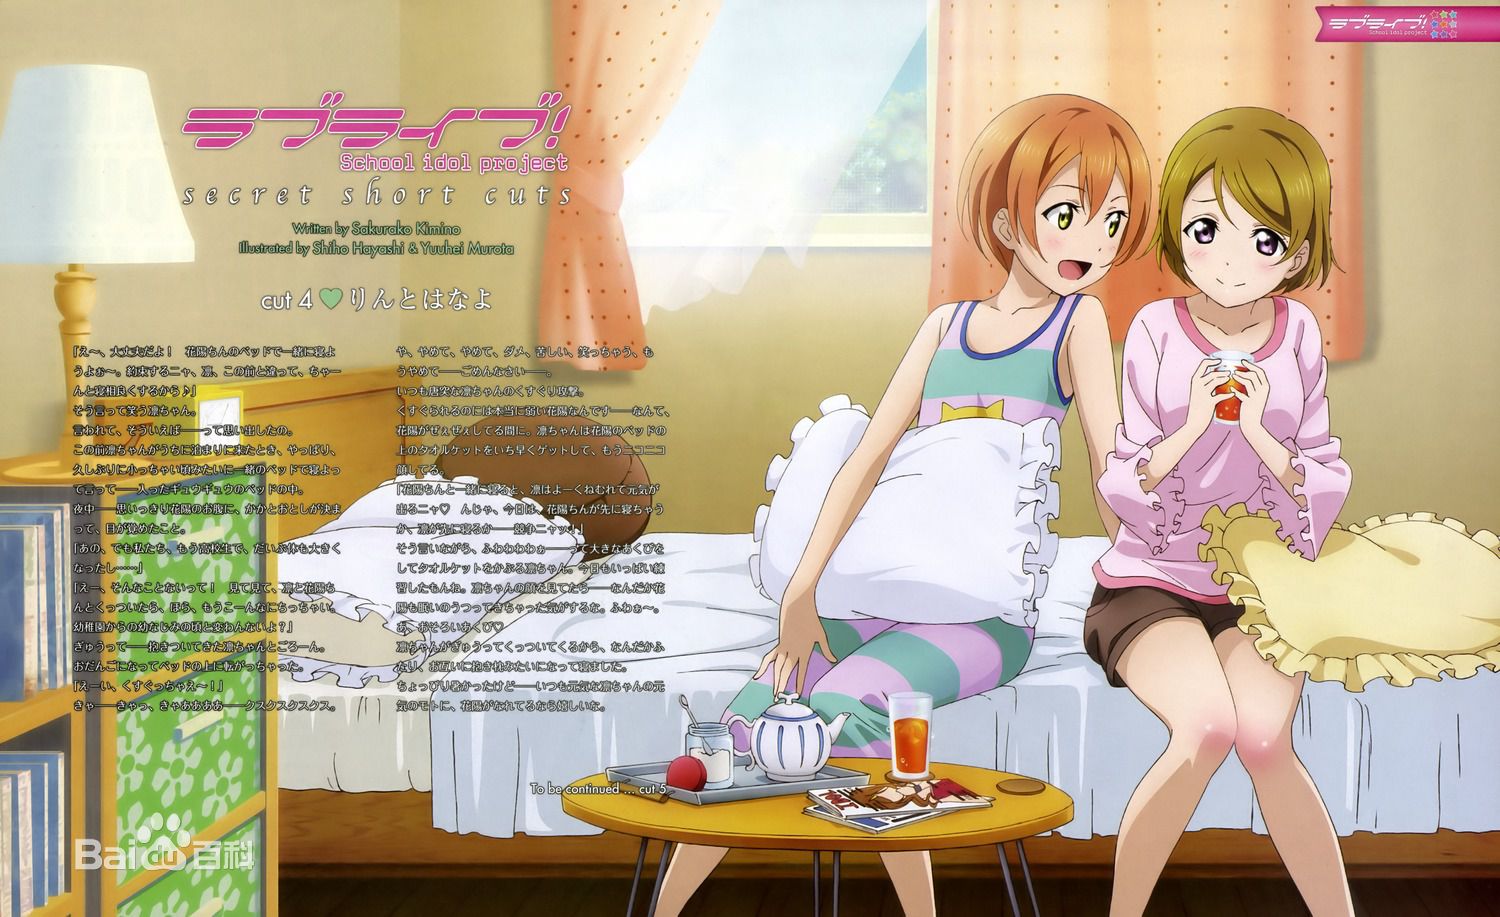 ラブライブ!
School idol project
ラブライブ!
School idol project
secret short cuts
Written by Sakurako Kimino
Illustrated by Shiho Hayashi & Yuuhei Murota
cut 4♥りんとはなよ
「え〜、大丈夫だよ！　花陽ちんのベッドで一緒に寝よ
うよぉ〜。約束するニャ、凛、この前と違って、ちゃー
んと寝相良くするから♪」
そう言って笑う凛ちゃん。
言われて、そういえば――って思い出したの。
この前凛ちゃんがうちに泊まりに来たとき、やっぱり、
久しぶりに小っちゃい頃みたいに一緒のベッドで寝よっ
て言って――入ったギュウギュウのベッドの中。
夜中――思いっきり花陽のお腹に、かかとおとしが決ま
って、目が覚めたこと。
「あの、でも私たち、もう高校生で、だいぶ体も大きく
なったし……」
「えー、そんなことないって！　見て見て、凛と花陽ち
んとくっついたら、ほら、もうこーんなにちっちゃい。
幼稚園からの幼なじみの頃と変わんないよ？」
ぎゅうって――抱きついてきた凛ちゃんとごろーん。
おだんごになってベッドの上に転がっちゃった。
「えーい、くすぐっちゃえ〜！」
きゃ――きゃっ、きゃああああ――クスクスクスクス。
や、やめて、やめて、ダメ、苦しい、笑っちゃう、も
うやめて――ごめんなさい――。
いつも唐突な凛ちゃんのくすぐり攻撃。
くすぐられるのには本当に弱い花陽なんです――なんて、
花陽がぜぇぜぇしてる間に。凛ちゃんは花陽のベッドの
上のタオルケットをいち早くゲットして、もうニコニコ
顔してる。
「花陽ちんと一緒に寝ると、凛はよーくねむれて元気が
出るニャ♡　んじゃ、今日は、花陽ちんが先に寝ちゃう
か、凛が先に寝るか――競争ニャッ♪」
そう言いながら、ふわわわわぁ――って大きなあくびを
してタオルケットをかぶる凛ちゃん。今日もいっぱい練
習したもんね。凛ちゃんの顔を見てたら――なんだか花
陽も眠いのうつってきちゃった気がするな。ふわぁ〜。
あ、おそろいあくび♡
凛ちゃんがぎゅうってくっついてくるから、なんだかふ
たり、お互いに抱き枕みたいになって寝ました。
ちょっぴり暑かったけど――いつも元気な凛ちゃんの元
気のモトに、花陽がなれてるなら嬉しいな。
To be continued ... cut 5
Baidu百科